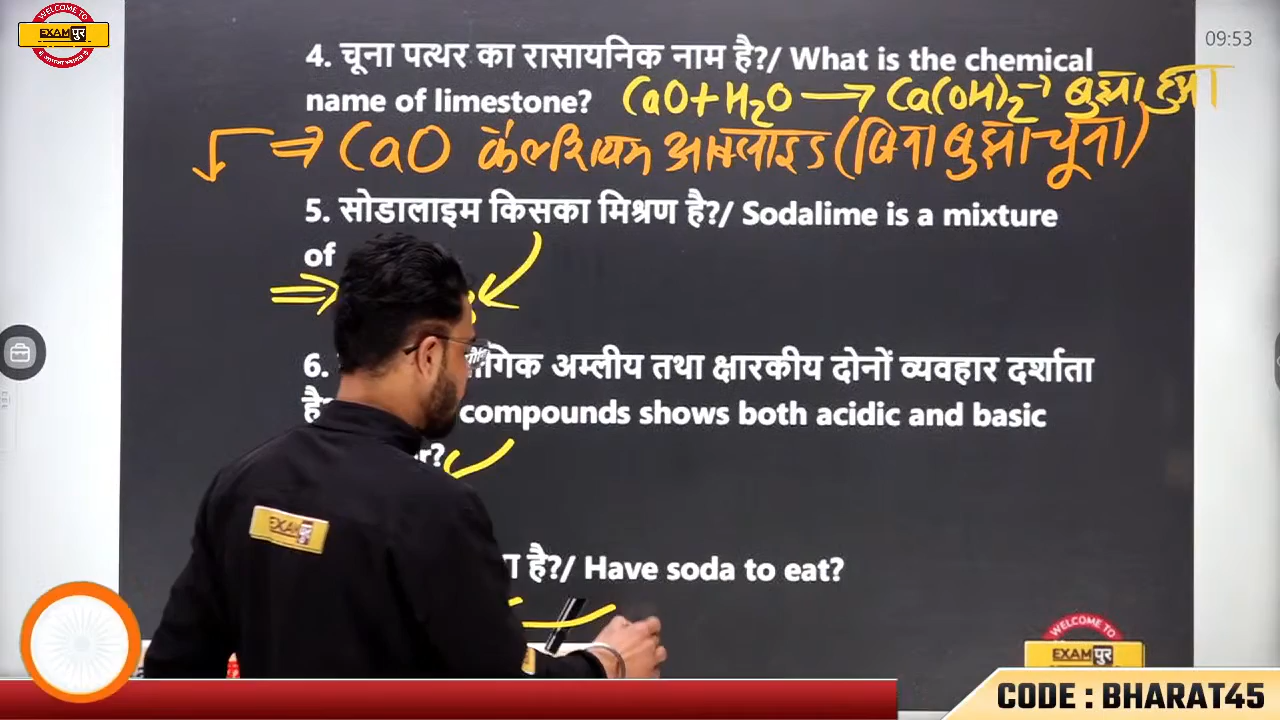 WELCOME TO
EXAMपुर
09:53
4. चूना पत्थर का रासायनिक नाम है?/ What is the chemical
name of limestone? CaO+H₂O → Ca(OH)₂→ बुझा हुआ
⇒ CaO कैल्शियम आक्साइड (बिना बुझा चूना)
5. सोडालाइम किसका मिश्रण है?/ Sodalime is a mixture
of
6. अम्लीय तथा क्षारकीय दोनों व्यवहार दर्शाता
है? compounds shows both acidic and basic
r?
है?/ Have soda to eat?
EXAMपुर
WELCOME TO
EXAMपुर
CODE : BHARAT45